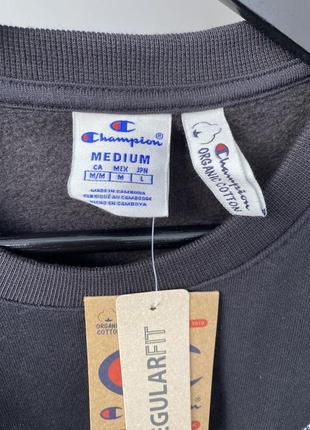 Champion®
MEDIUM
CA MEX JPN
M/M M L
MADE IN CAMBODIA
FABRIQUÉ AU CAMBODGE
HECHO EN CAMBOYA
Champion
ORGANIC COTTON
ORGANIC
COTTON
REGULAR FIT
Champion